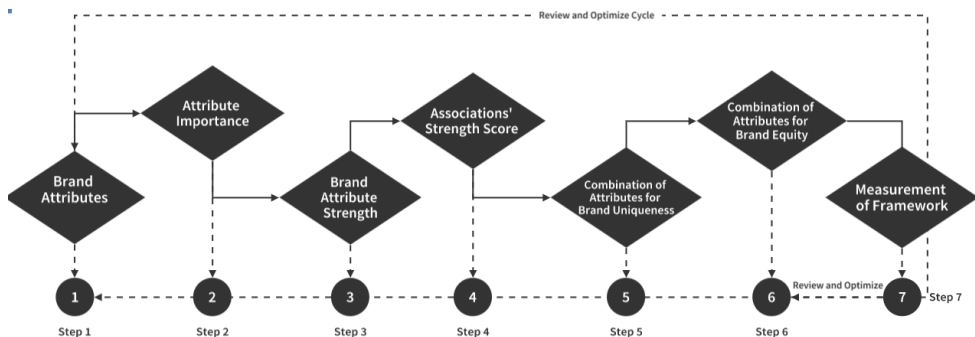 Review and Optimize Cycle
Attribute
Importance
Associations'
Strength Score
Combination of
Attributes for
Brand Equity
Brand
Attributes
Brand
Attribute
Strength
Combination of
Attributes for
Brand Uniqueness
Measurement
of Framework
Review and Optimize
1
2
3
4
5
6
7
Step 7
Step 1
Step 2
Step 3
Step 4
Step 5
Step 6